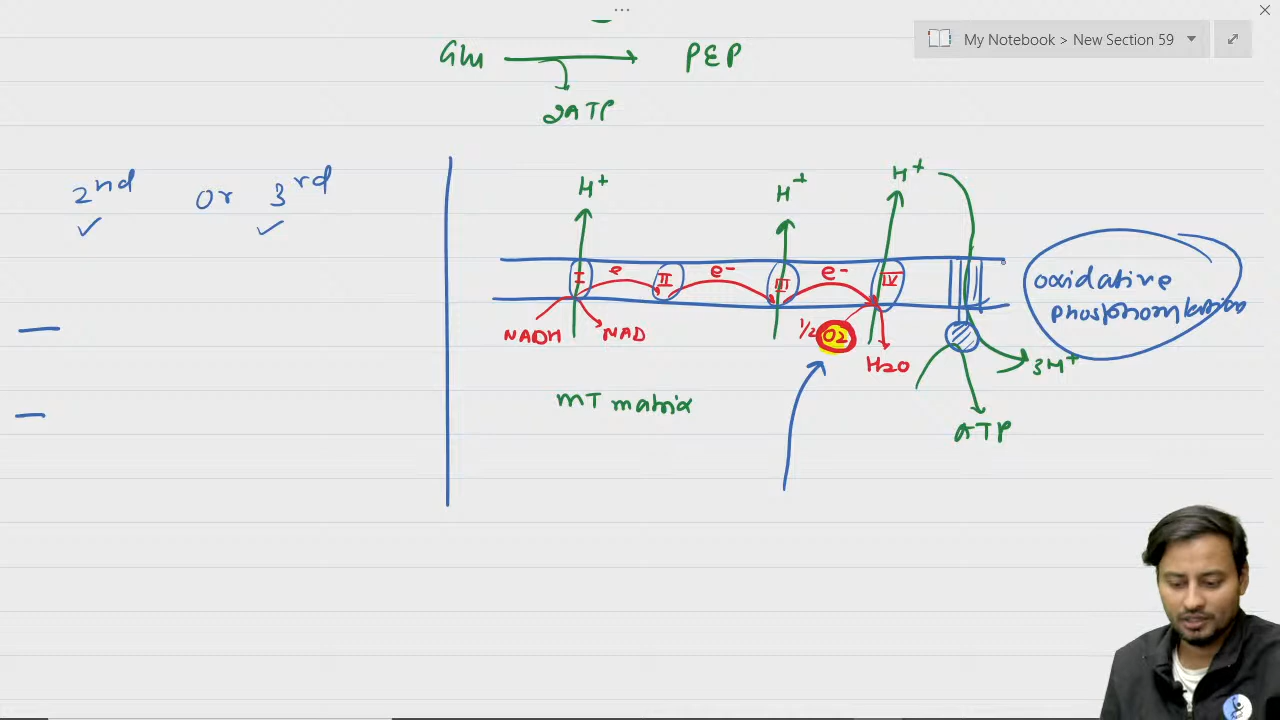 My Notebook > New Section 59
Glu → PEP
2ATP
2nd or 3rd
H+ H+ H+
I e II e- III e- IV
oxidative
phosphorylation
NADH NAD 1/2 O2 H2O 3H+
MT matrix
ATP